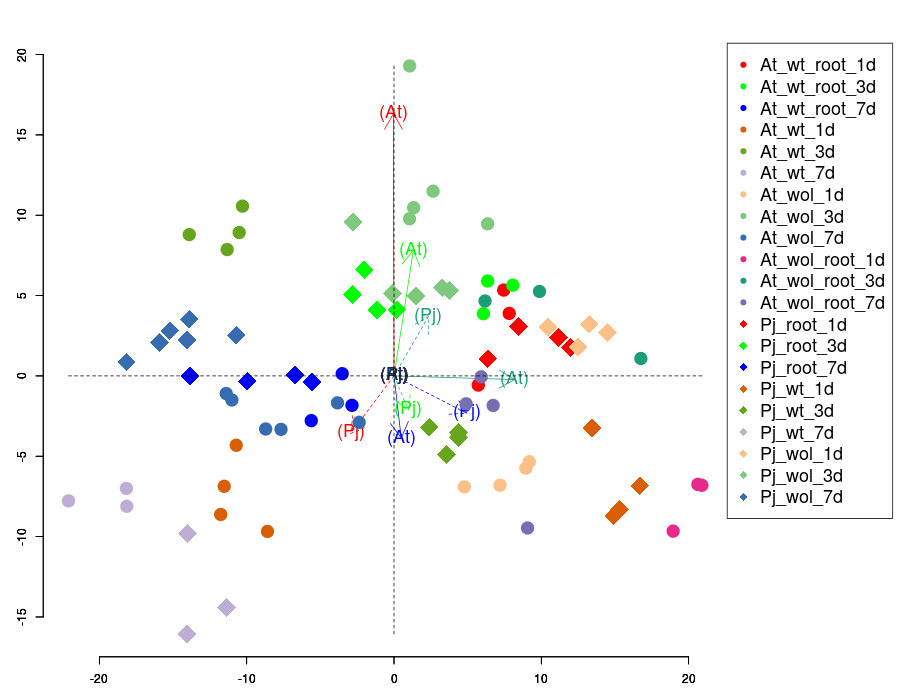 20
15
10
5
0
-5
-10
-15
-20
-10
0
10
20
(At)
(At)
(Pj)
(At)
(Pj)
(Pj)
(Pj)
(At)
At_wt_root_1d
At_wt_root_3d
At_wt_root_7d
At_wt_1d
At_wt_3d
At_wt_7d
At_wol_1d
At_wol_3d
At_wol_7d
At_wol_root_1d
At_wol_root_3d
At_wol_root_7d
Pj_root_1d
Pj_root_3d
Pj_root_7d
Pj_wt_1d
Pj_wt_3d
Pj_wt_7d
Pj_wol_1d
Pj_wol_3d
Pj_wol_7d